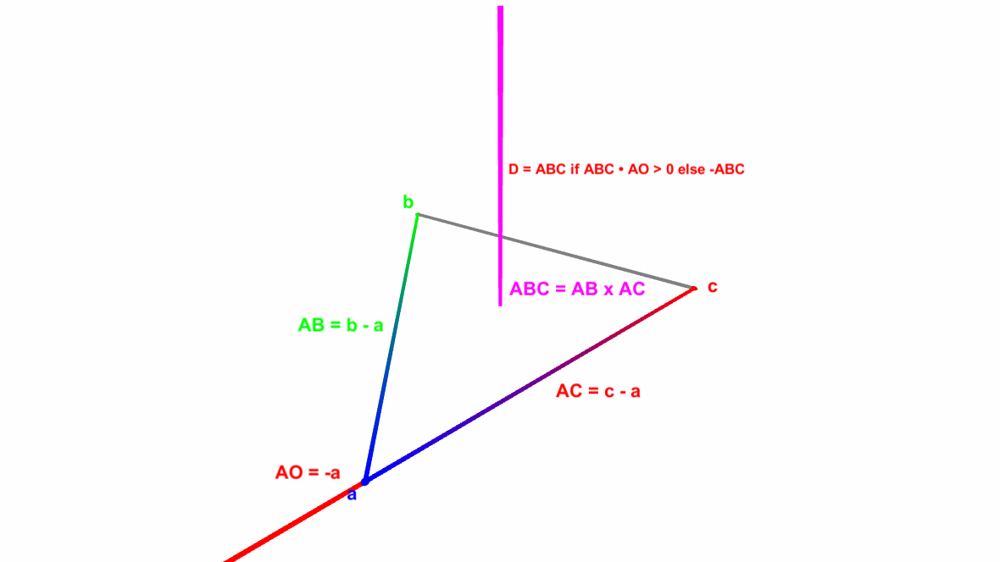 D = ABC if ABC • AO > 0 else -ABC
b
ABC = AB x AC
c
AB = b - a
AC = c - a
AO = -a
a